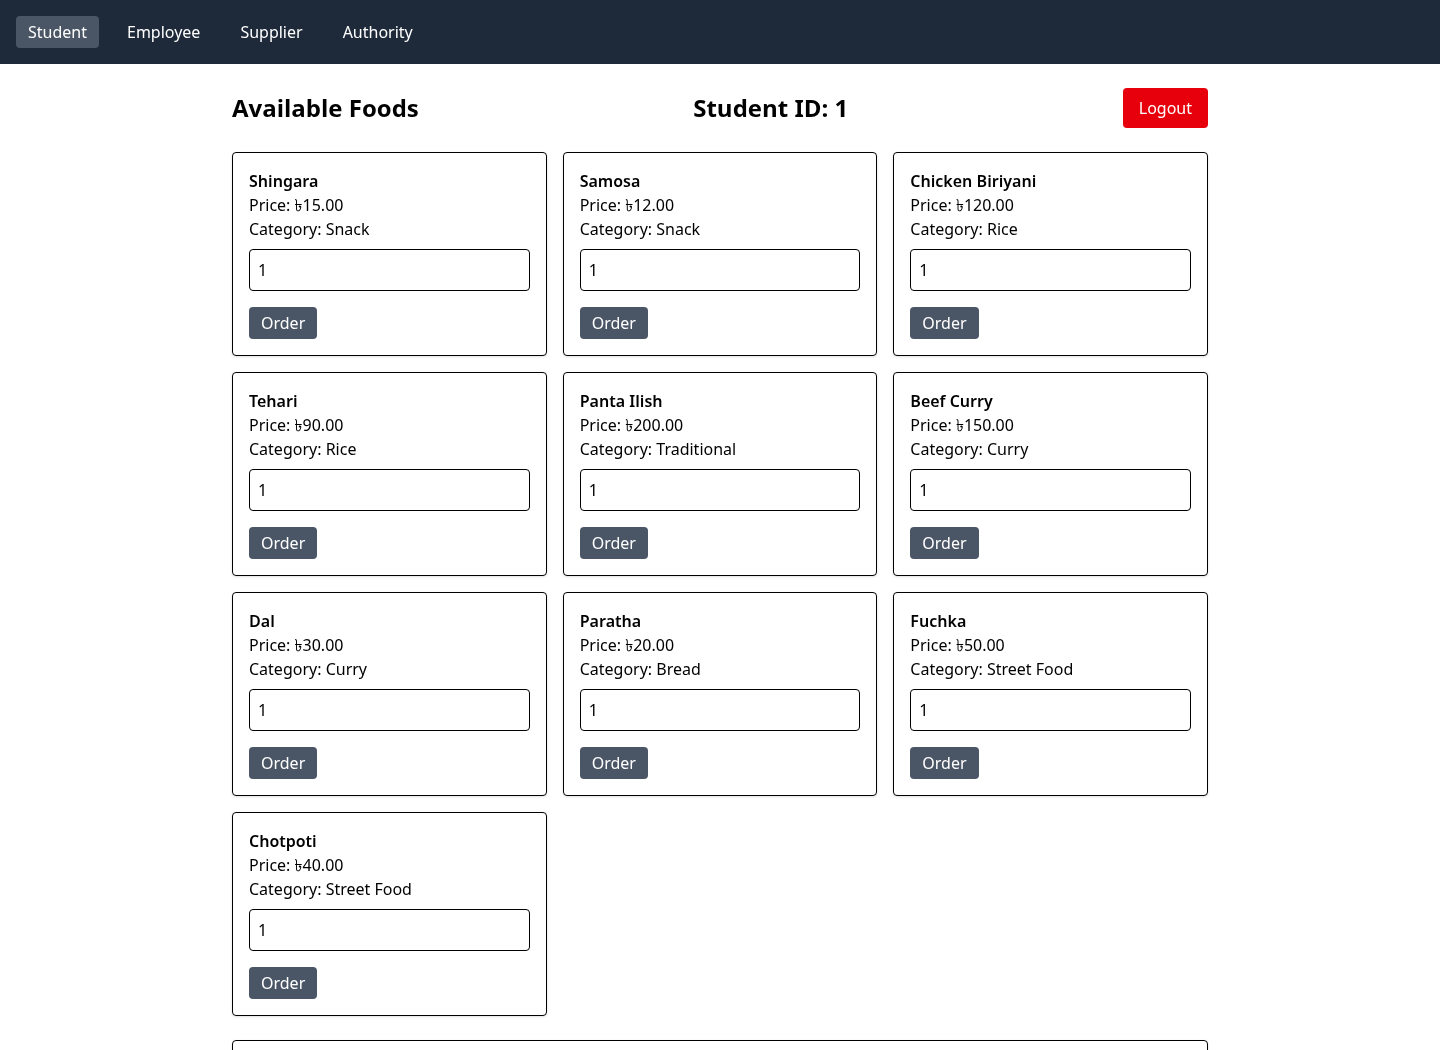 Student Employee Supplier Authority
Available Foods Student ID: 1 Logout
Shingara
Price: ৳15.00
Category: Snack
1
Order
Samosa
Price: ৳12.00
Category: Snack
1
Order
Chicken Biriyani
Price: ৳120.00
Category: Rice
1
Order
Tehari
Price: ৳90.00
Category: Rice
1
Order
Panta Ilish
Price: ৳200.00
Category: Traditional
1
Order
Beef Curry
Price: ৳150.00
Category: Curry
1
Order
Dal
Price: ৳30.00
Category: Curry
1
Order
Paratha
Price: ৳20.00
Category: Bread
1
Order
Fuchka
Price: ৳50.00
Category: Street Food
1
Order
Chotpoti
Price: ৳40.00
Category: Street Food
1
Order